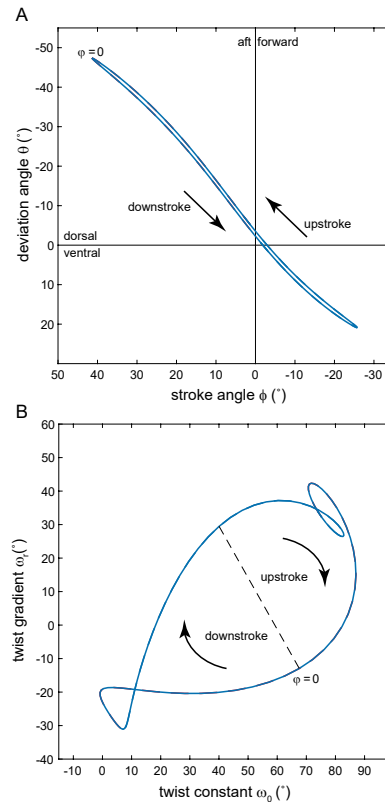 A
aft forward
φ=0
-50
-40
-30
-20
-10
0
10
20
deviation angle θ (˚)
downstroke
upstroke
dorsal
ventral
50 40 30 20 10 0 -10 -20 -30
stroke angle ϕ (˚)
B
60
50
40
30
20
10
0
-10
-20
-30
-40
twist gradient ωr(˚)
upstroke
downstroke
φ=0
-10 0 10 20 30 40 50 60 70 80 90
twist constant ω0 (˚)